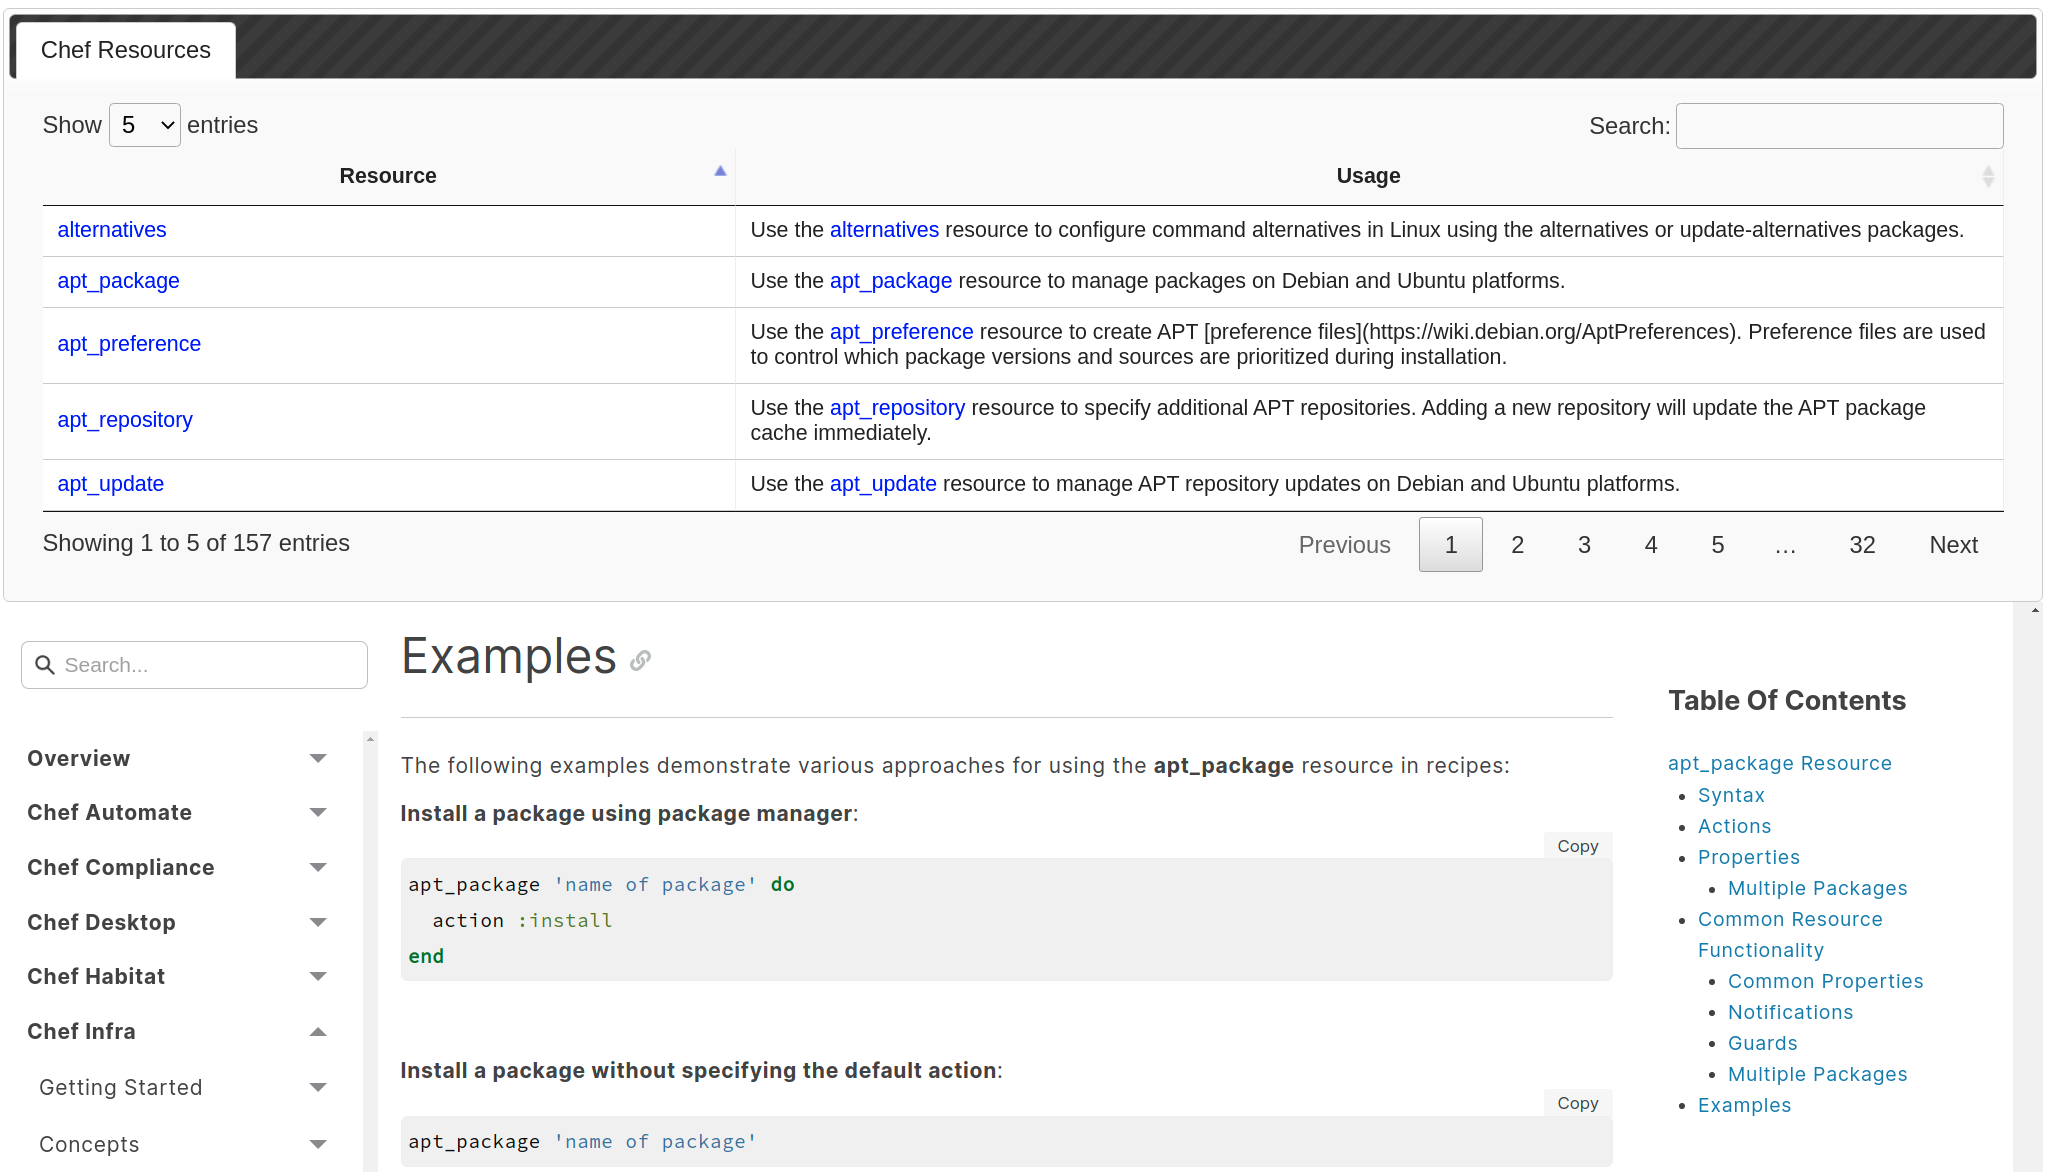 Chef Resources
Show 5 entries
Search:
Resource
Usage
alternatives
Use the alternatives resource to configure command alternatives in Linux using the alternatives or update-alternatives packages.
apt_package
Use the apt_package resource to manage packages on Debian and Ubuntu platforms.
apt_preference
Use the apt_preference resource to create APT [preference files](https://wiki.debian.org/AptPreferences). Preference files are used
to control which package versions and sources are prioritized during installation.
apt_repository
Use the apt_repository resource to specify additional APT repositories. Adding a new repository will update the APT package
cache immediately.
apt_update
Use the apt_update resource to manage APT repository updates on Debian and Ubuntu platforms.
Showing 1 to 5 of 157 entries
Previous 1 2 3 4 5 … 32 Next
Search...
Overview
Chef Automate
Chef Compliance
Chef Desktop
Chef Habitat
Chef Infra
Getting Started
Concepts
Examples
The following examples demonstrate various approaches for using the apt_package resource in recipes:
Install a package using package manager:
Copy
apt_package 'name of package' do
  action :install
end
Install a package without specifying the default action:
Copy
apt_package 'name of package'
Table Of Contents
apt_package Resource
• Syntax
• Actions
• Properties
• Multiple Packages
• Common Resource
Functionality
• Common Properties
• Notifications
• Guards
• Multiple Packages
• Examples